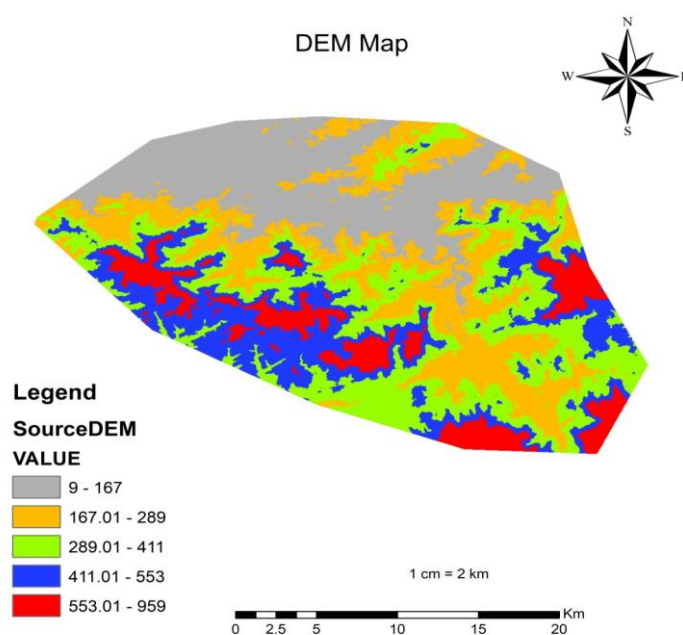 DEM Map
N
W
E
S
Legend
SourceDEM
VALUE
9 - 167
167.01 - 289
289.01 - 411
411.01 - 553
553.01 - 959
1 cm = 2 km
Km
0 2.5 5 10 15 20